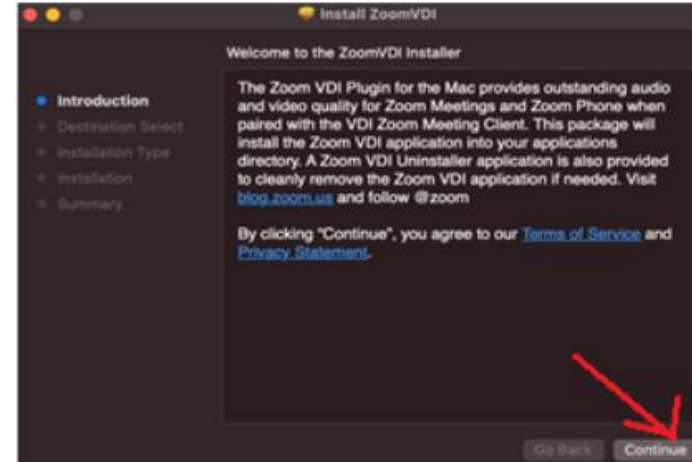 Install ZoomVDI
Welcome to the ZoomVDI Installer
Introduction
Destination Select
Installation Type
Installation
Summary
The Zoom VDI Plugin for the Mac provides outstanding audio
and video quality for Zoom Meetings and Zoom Phone when
paired with the VDI Zoom Meeting Client. This package will
install the Zoom VDI application into your applications
directory. A Zoom VDI Uninstaller application is also provided
to cleanly remove the Zoom VDI application if needed. Visit
blog.zoom.us and follow @zoom
By clicking "Continue", you agree to our Terms of Service and
Privacy Statement.
Go Back
Continue